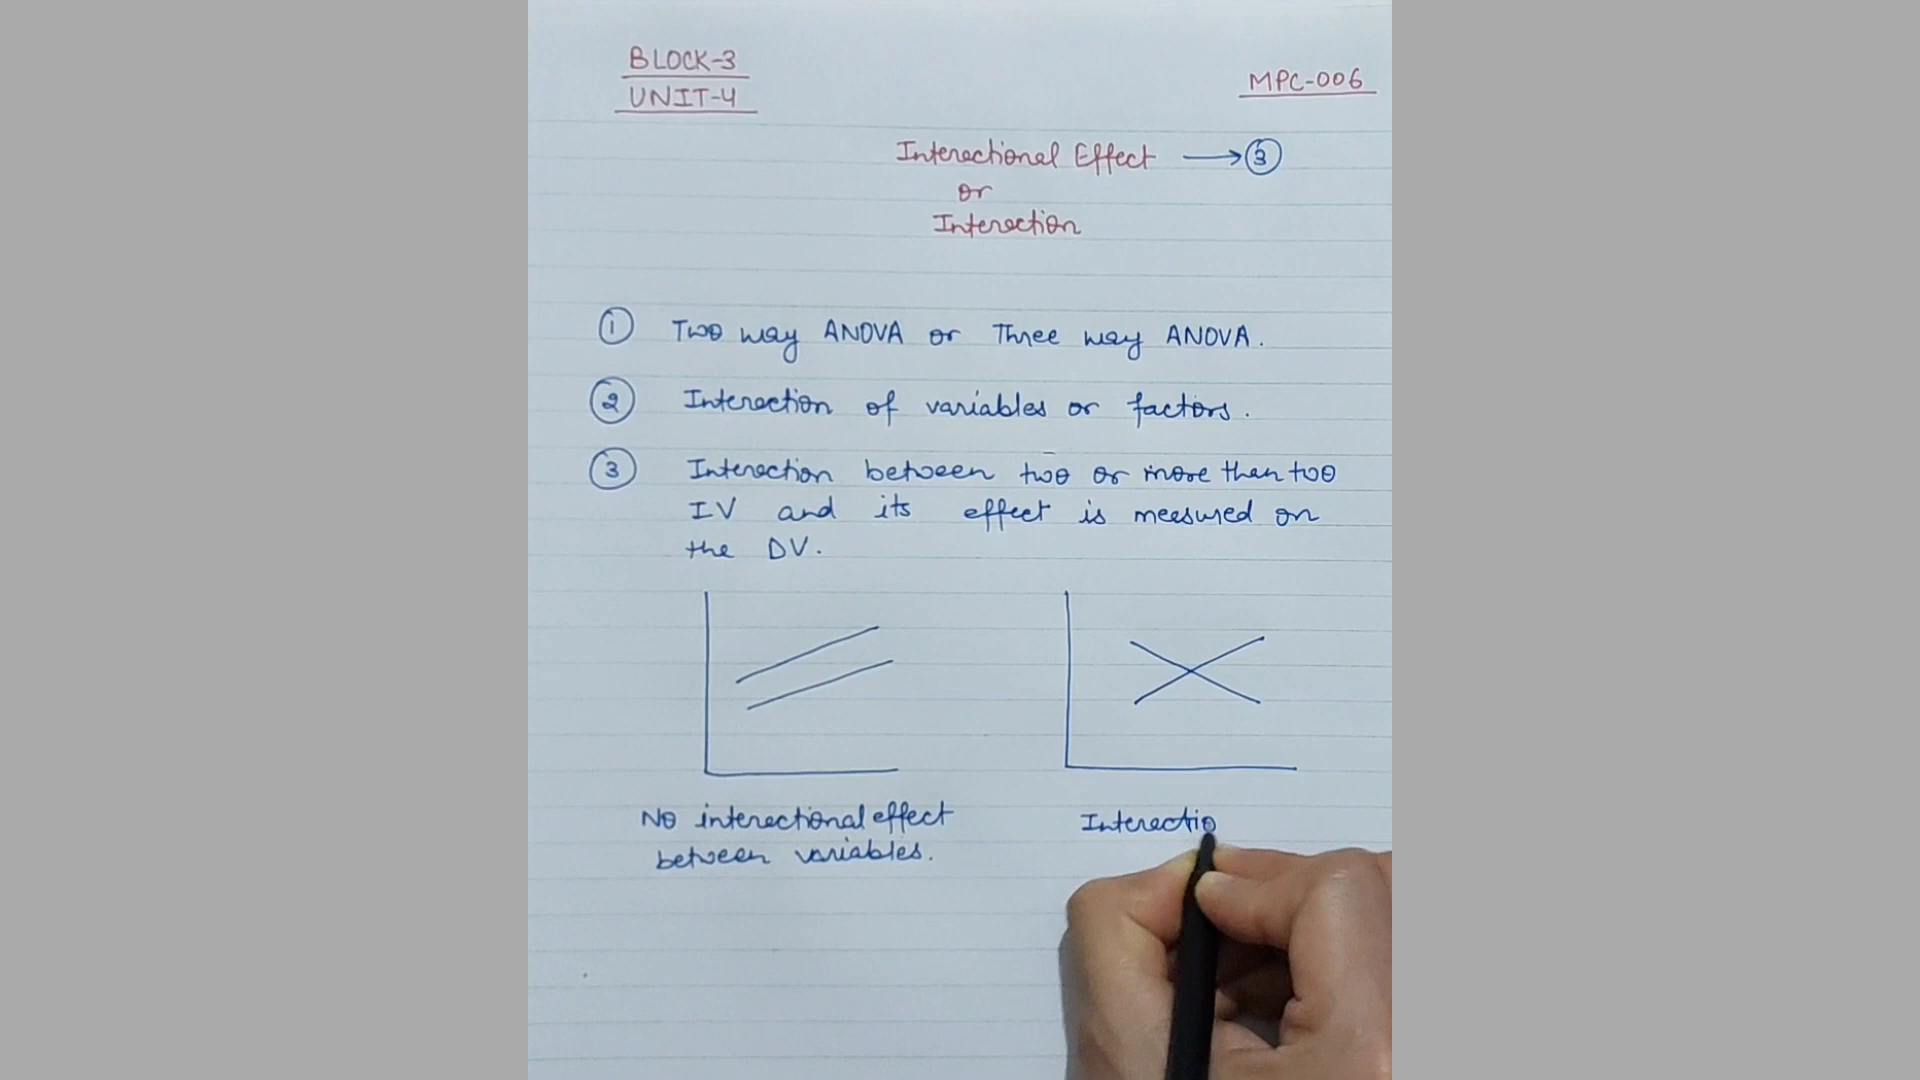 BLOCK-3
UNIT-4
MPC-006
Interactional Effect → ③
or
Interaction
① Two way ANOVA or Three way ANOVA.
② Interaction of variables or factors.
③ Interaction between two or more than two
IV and its effect is measured on
the DV.
No interactional effect
between variables.
Interactio